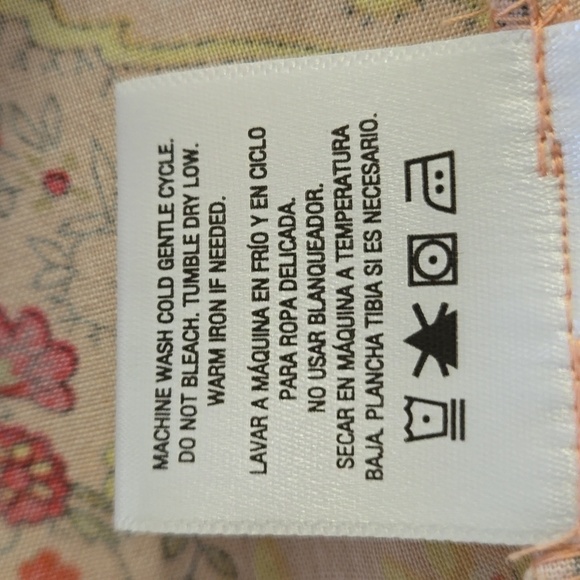 MACHINE WASH COLD GENTLE CYCLE.
DO NOT BLEACH. TUMBLE DRY LOW.
WARM IRON IF NEEDED.
LAVAR A MÁQUINA EN FRÍO Y EN CICLO
PARA ROPA DELICADA.
NO USAR BLANQUEADOR.
SECAR EN MÁQUINA A TEMPERATURA
BAJA. PLANCHA TIBIA SI ES NECESARIO.